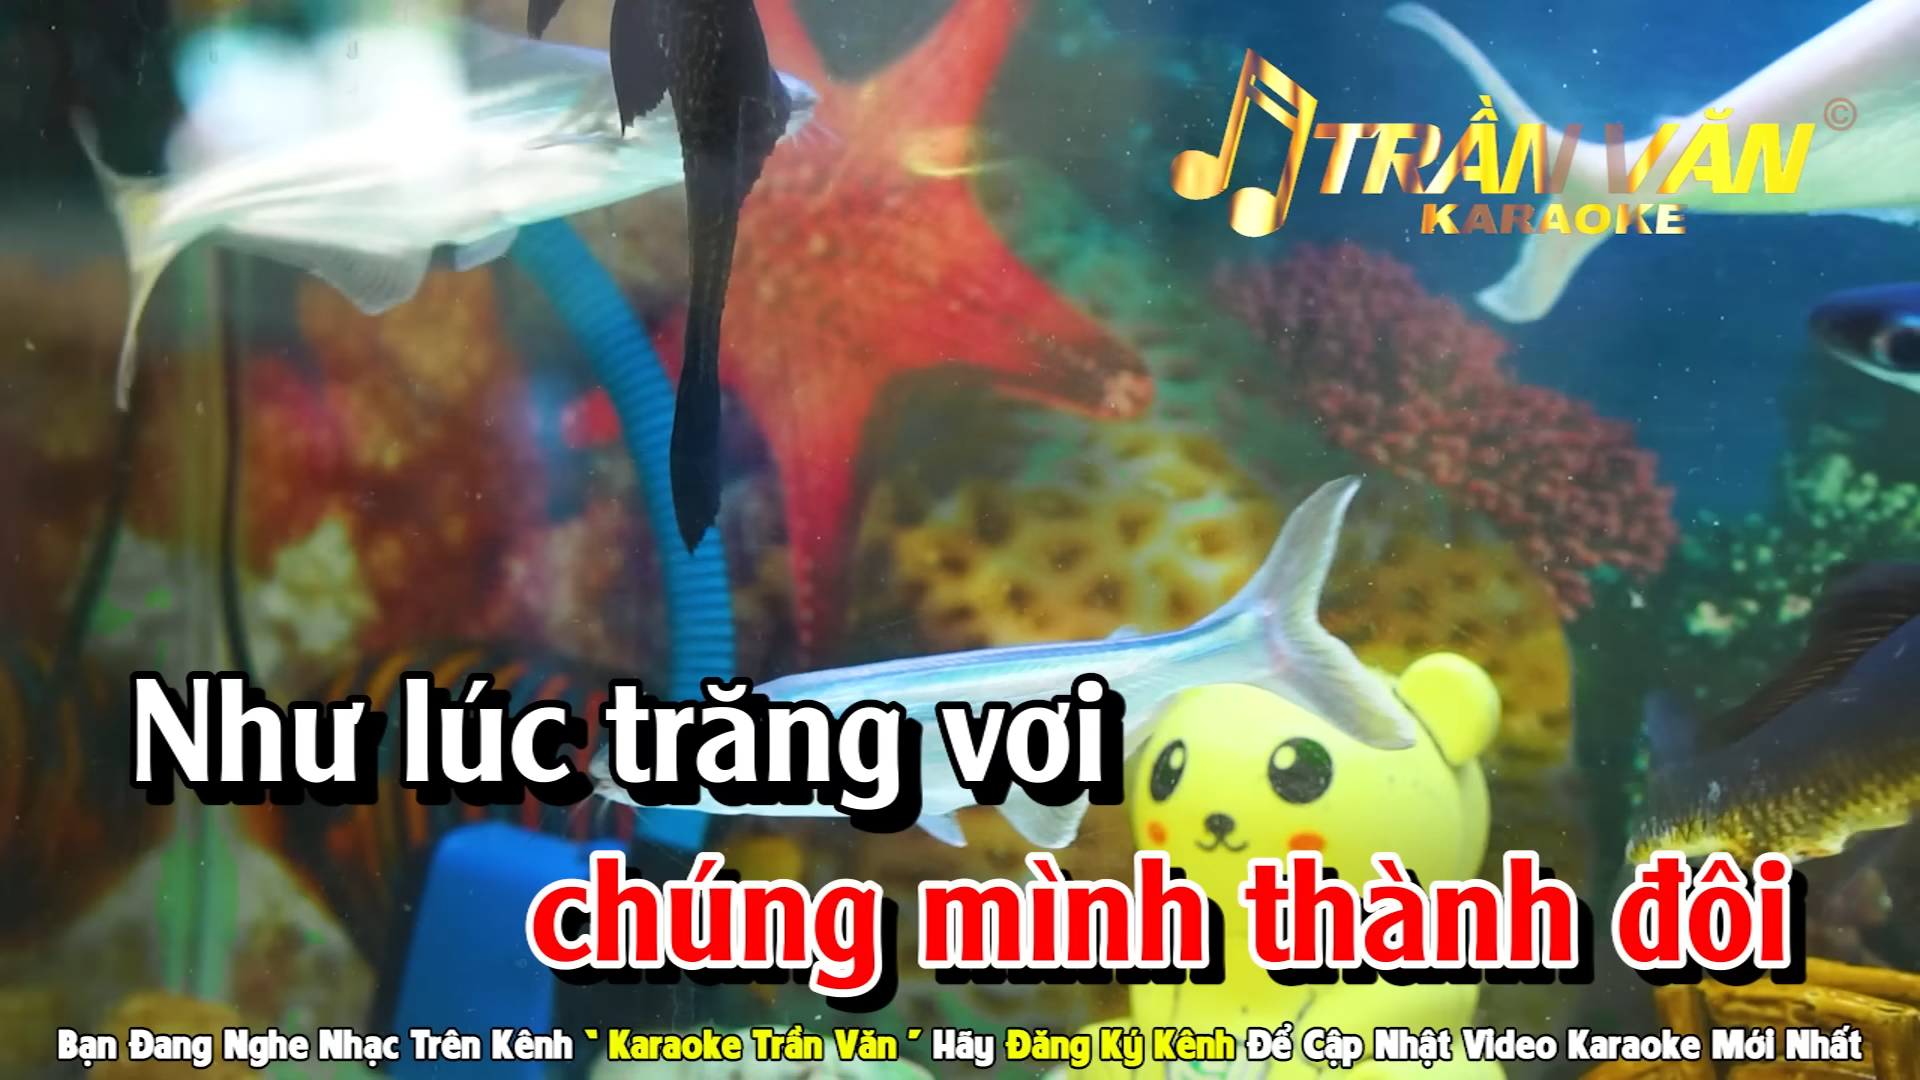 TRẦN VĂN ©
KARAOKE
Như lúc trăng vơi
chúng mình thành đôi
Bạn Đang Nghe Nhạc Trên Kênh ` Karaoke Trần Văn ´ Hãy Đăng Ký Kênh Để Cập Nhật Video Karaoke Mới Nhất